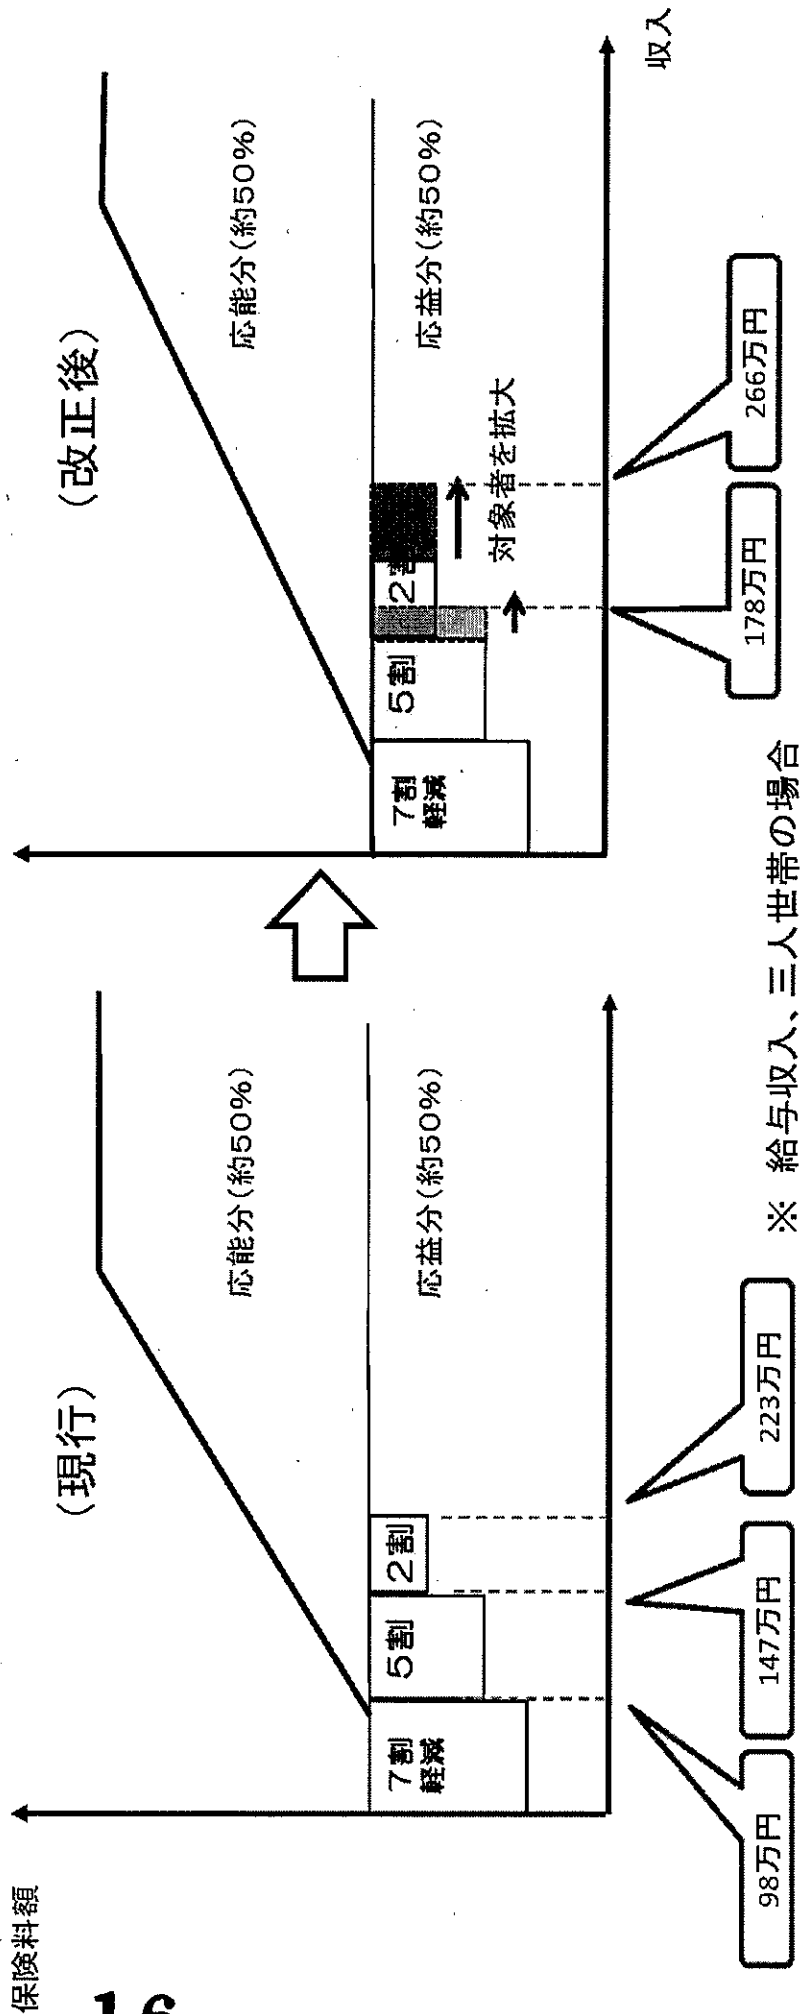 保険料額
(現行)
応能分(約50%)
応益分(約50%)
7割
軽減
5割
2割
98万円
147万円
223万円
(改正後)
応能分(約50%)
応益分(約50%)
7割
軽減
5割
2割
対象者を拡大
収入
178万円
266万円
※ 給与収入、三人世帯の場合
16